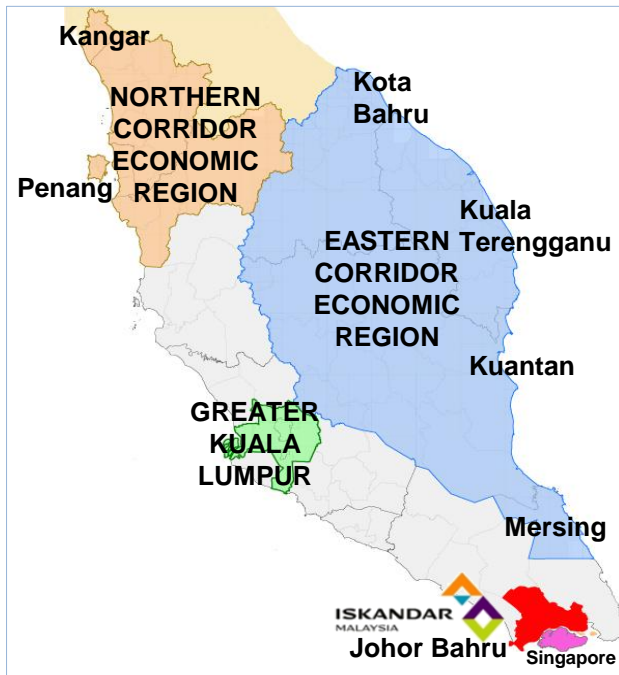 Kangar
NORTHERN
CORRIDOR
ECONOMIC
REGION
Penang
Kota
Bahru
Kuala
Terengganu
EASTERN
CORRIDOR
ECONOMIC
REGION
Kuantan
GREATER
KUALA
LUMPUR
Mersing
ISKANDAR
MALAYSIA
Johor Bahru
Singapore